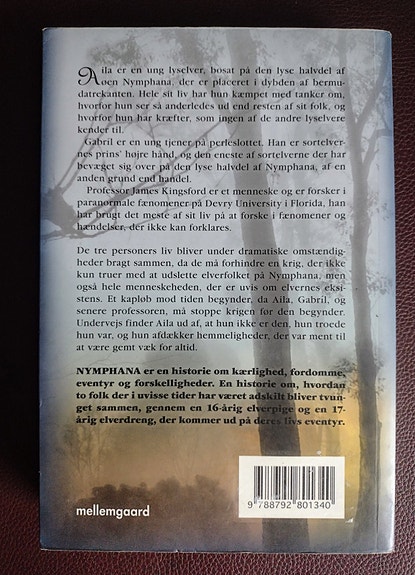 Aila er en ung lyselver, bosat på den lyse halvdel af
øen Nymphana, der er placeret i dybden af bermu-
datrekanten. Hele sit liv har hun kæmpet med tanker om,
hvorfor hun ser så anderledes ud end resten af sit folk, og
hvorfor hun har kræfter, som ingen af de andre lyselvere
kender til.
Gabril er en ung tjener på perleslottet. Han er sortelver-
nes prins' højre hånd, og den eneste af sortelverne der har
bevæget sig over på den lyse halvdel af Nymphana, af en
anden grund end handel.
Professor James Kingsford er et menneske og er forsker i
paranormale fænomener på Devry University i Florida, han
har brugt det meste af sit liv på at forske i fænomener og
hændelser, der ikke kan forklares.
De tre personers liv bliver under dramatiske omstændig-
heder bragt sammen, da de må forhindre en krig, der ikke
kun truer med at udslette elverfolket på Nymphana, men
også hele menneskeheden, der er uvis om elvernes eksi-
stens. Et kapløb mod tiden begynder, da Aila, Gabril, og
senere professoren, må stoppe krigen før den begynder.
Undervejs finder Aila ud af, at hun ikke er den, hun troede
hun var, og hun afdækker hemmeligheder, der var ment til
at være gemt væk for altid.
NYMPHANA er en historie om kærlighed, fordomme,
eventyr og forskelligheder. En historie om, hvordan
to folk der i uvisse tider har været adskilt bliver tvun-
get sammen, gennem en 16-årig elverpige og en 17-
årig elverdreng, der kommer ud på deres livs eventyr.
mellemgaard
9 788792 801340